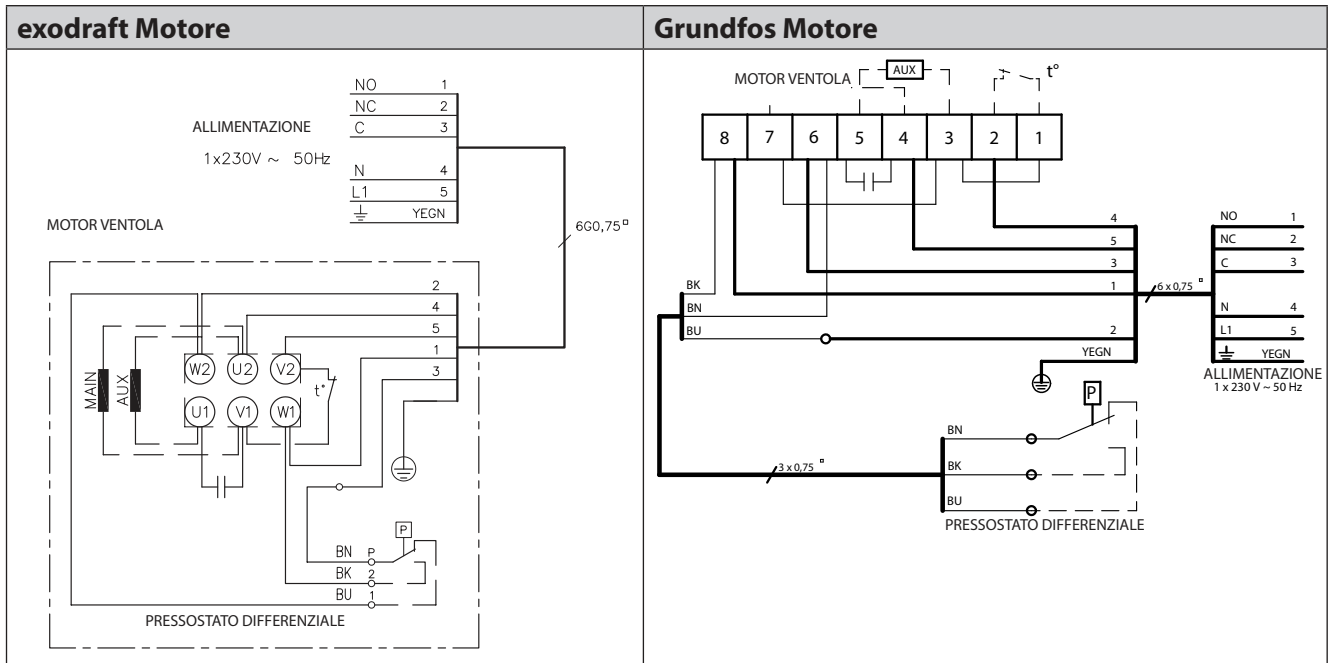 exodraft Motore
NO 1
NC 2
C 3
ALLIMENTAZIONE
1x230V ~ 50Hz
N 4
L1 5
YEGN
6G0,75
MOTOR VENTOLA
2
4
5
1
3
MAIN
AUX
W2 U2 V2
t°
U1 V1 W1
P
BN P
BK 2
BU 1
PRESSOSTATO DIFFERENZIALE
Grundfos Motore
MOTOR VENTOLA
AUX
t°
8 7 6 5 4 3 2 1
4
5
3
1
2
YEGN
6 x 0,75
NO 1
NC 2
C 3
N 4
L1 5
YEGN
ALLIMENTAZIONE
1 x 230 V ~ 50 Hz
BK
BN
BU
3 x 0,75
P
BN
BK
BU
PRESSOSTATO DIFFERENZIALE